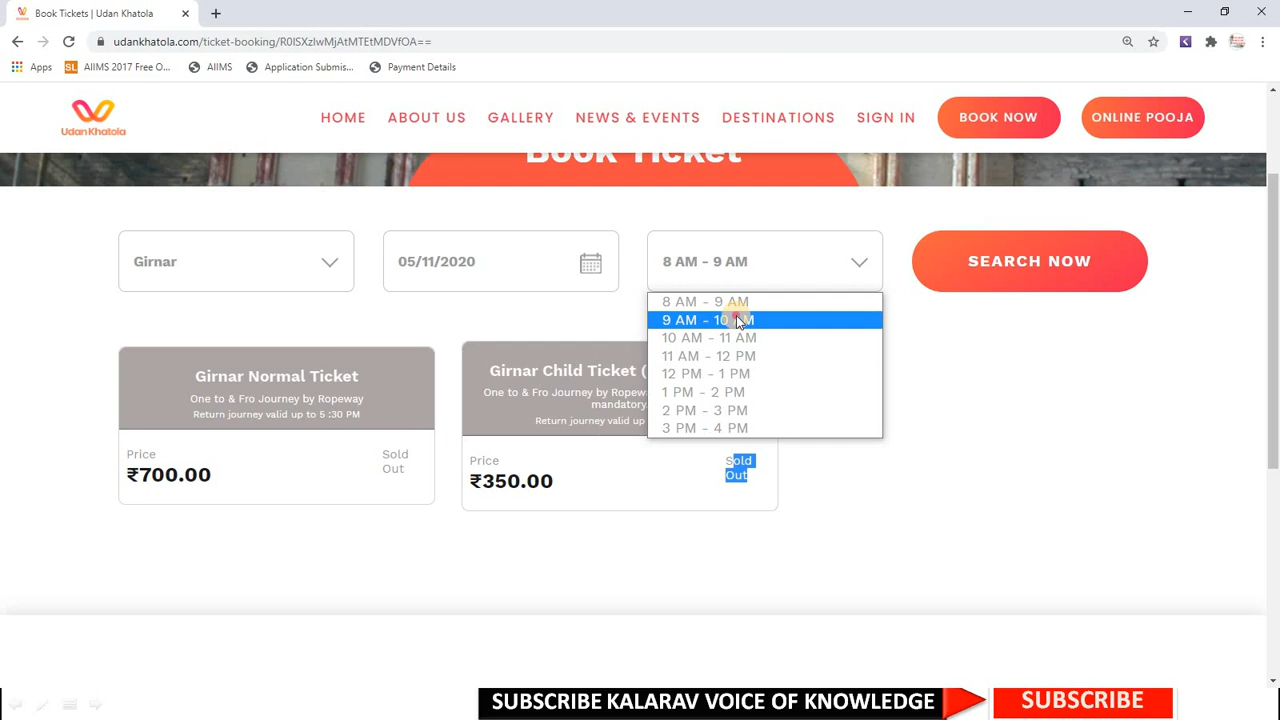 Book Tickets | Udan Khatola
udankhatola.com/ticket-booking/R0lSXzIwMjAtMTEtMDVfOA==
Apps
SL AIIMS 2017 Free O...
AIIMS
Application Submis...
Payment Details
Udan Khatola
HOME
ABOUT US
GALLERY
NEWS & EVENTS
DESTINATIONS
SIGN IN
BOOK NOW
ONLINE POOJA
Book Ticket
Girnar
05/11/2020
8 AM - 9 AM
SEARCH NOW
8 AM - 9 AM
9 AM - 10 AM
10 AM - 11 AM
11 AM - 12 PM
12 PM - 1 PM
1 PM - 2 PM
2 PM - 3 PM
3 PM - 4 PM
Girnar Normal Ticket
One to & Fro Journey by Ropeway
Return journey valid up to 5 :30 PM
Price
₹700.00
Sold
Out
Girnar Child Ticket (
One to & Fro Journey by Ropew
mandatory.
Return journey valid up
Price
₹350.00
Sold
Out
SUBSCRIBE KALARAV VOICE OF KNOWLEDGE
SUBSCRIBE